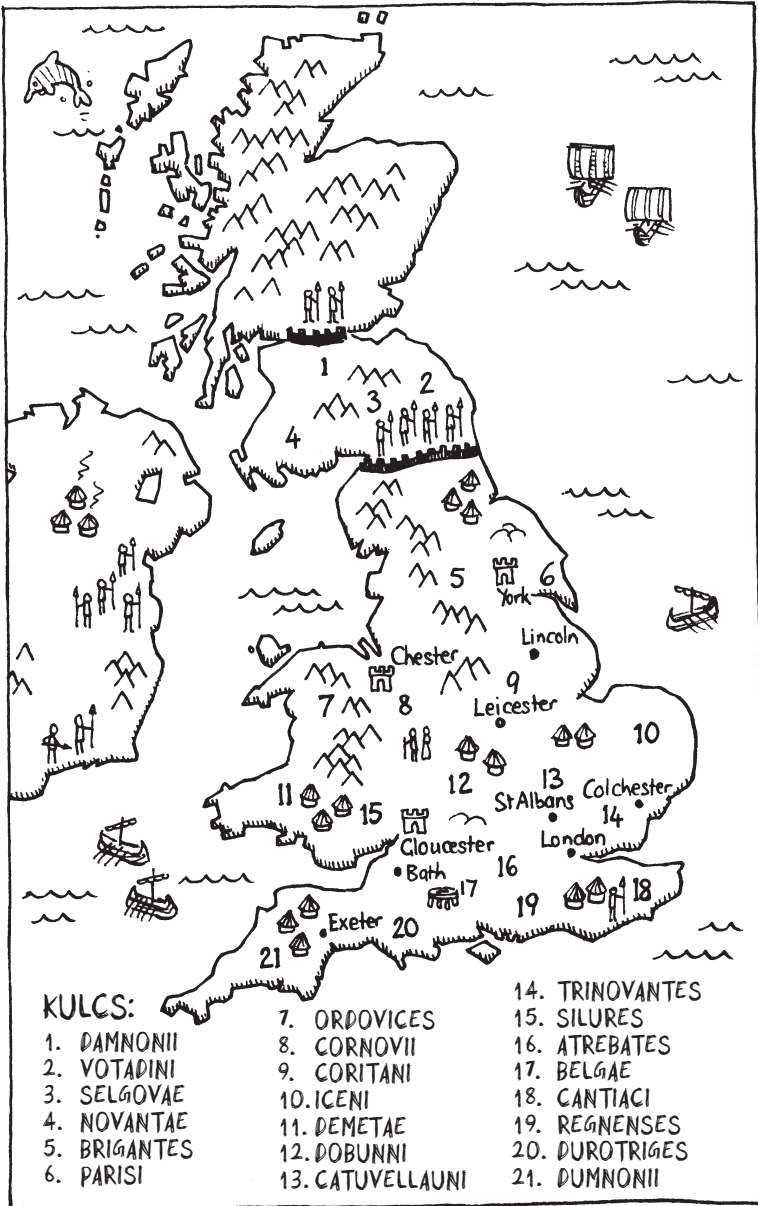 1
2
3
4
5
6
York
Lincoln
Chester
9
7
8
Leicester
10
12
13
11
15
St Albans
Colchester
14
Gloucester
London
Bath
16
17
18
19
Exeter
20
21
KULCS:
1. DAMNONII
2. VOTADINI
3. SELGOVAE
4. NOVANTAE
5. BRIGANTES
6. PARISI
7. ORDOVICES
8. CORNOVII
9. CORITANI
10. ICENI
11. DEMETAE
12. DOBUNNI
13. CATUVELLAUNI
14. TRINOVANTES
15. SILURES
16. ATREBATES
17. BELGAE
18. CANTIACI
19. REGNENSES
20. DUROTRIGES
21. DUMNONII